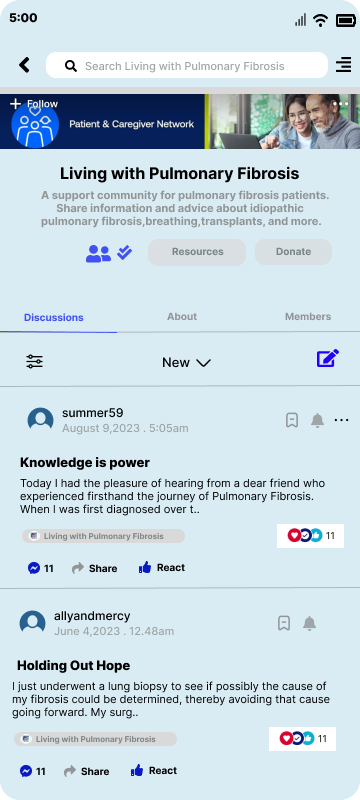 5:00
Search Living with Pulmonary Fibrosis
Follow
Patient & Caregiver Network
Living with Pulmonary Fibrosis
A support community for pulmonary fibrosis patients.
Share information and advice about idiopathic
pulmonary fibrosis,breathing,transplants, and more.
Resources
Donate
Discussions
About
Members
New
summer59
August 9,2023 . 5:05am
Knowledge is power
Today I had the pleasure of hearing from a dear friend who
experienced firsthand the journey of Pulmonary Fibrosis.
When I was first diagnosed over t..
Living with Pulmonary Fibrosis
11
11
Share
React
allyandmercy
June 4,2023 . 12.48am
Holding Out Hope
I just underwent a lung biopsy to see if possibly the cause of
my fibrosis could be determined, thereby avoiding that cause
going forward. My surg..
Living with Pulmonary Fibrosis
11
11
Share
React